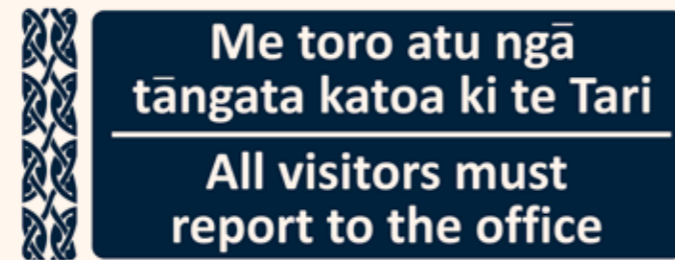 Me toro atu ngā
tāngata katoa ki te Tari
All visitors must
report to the office